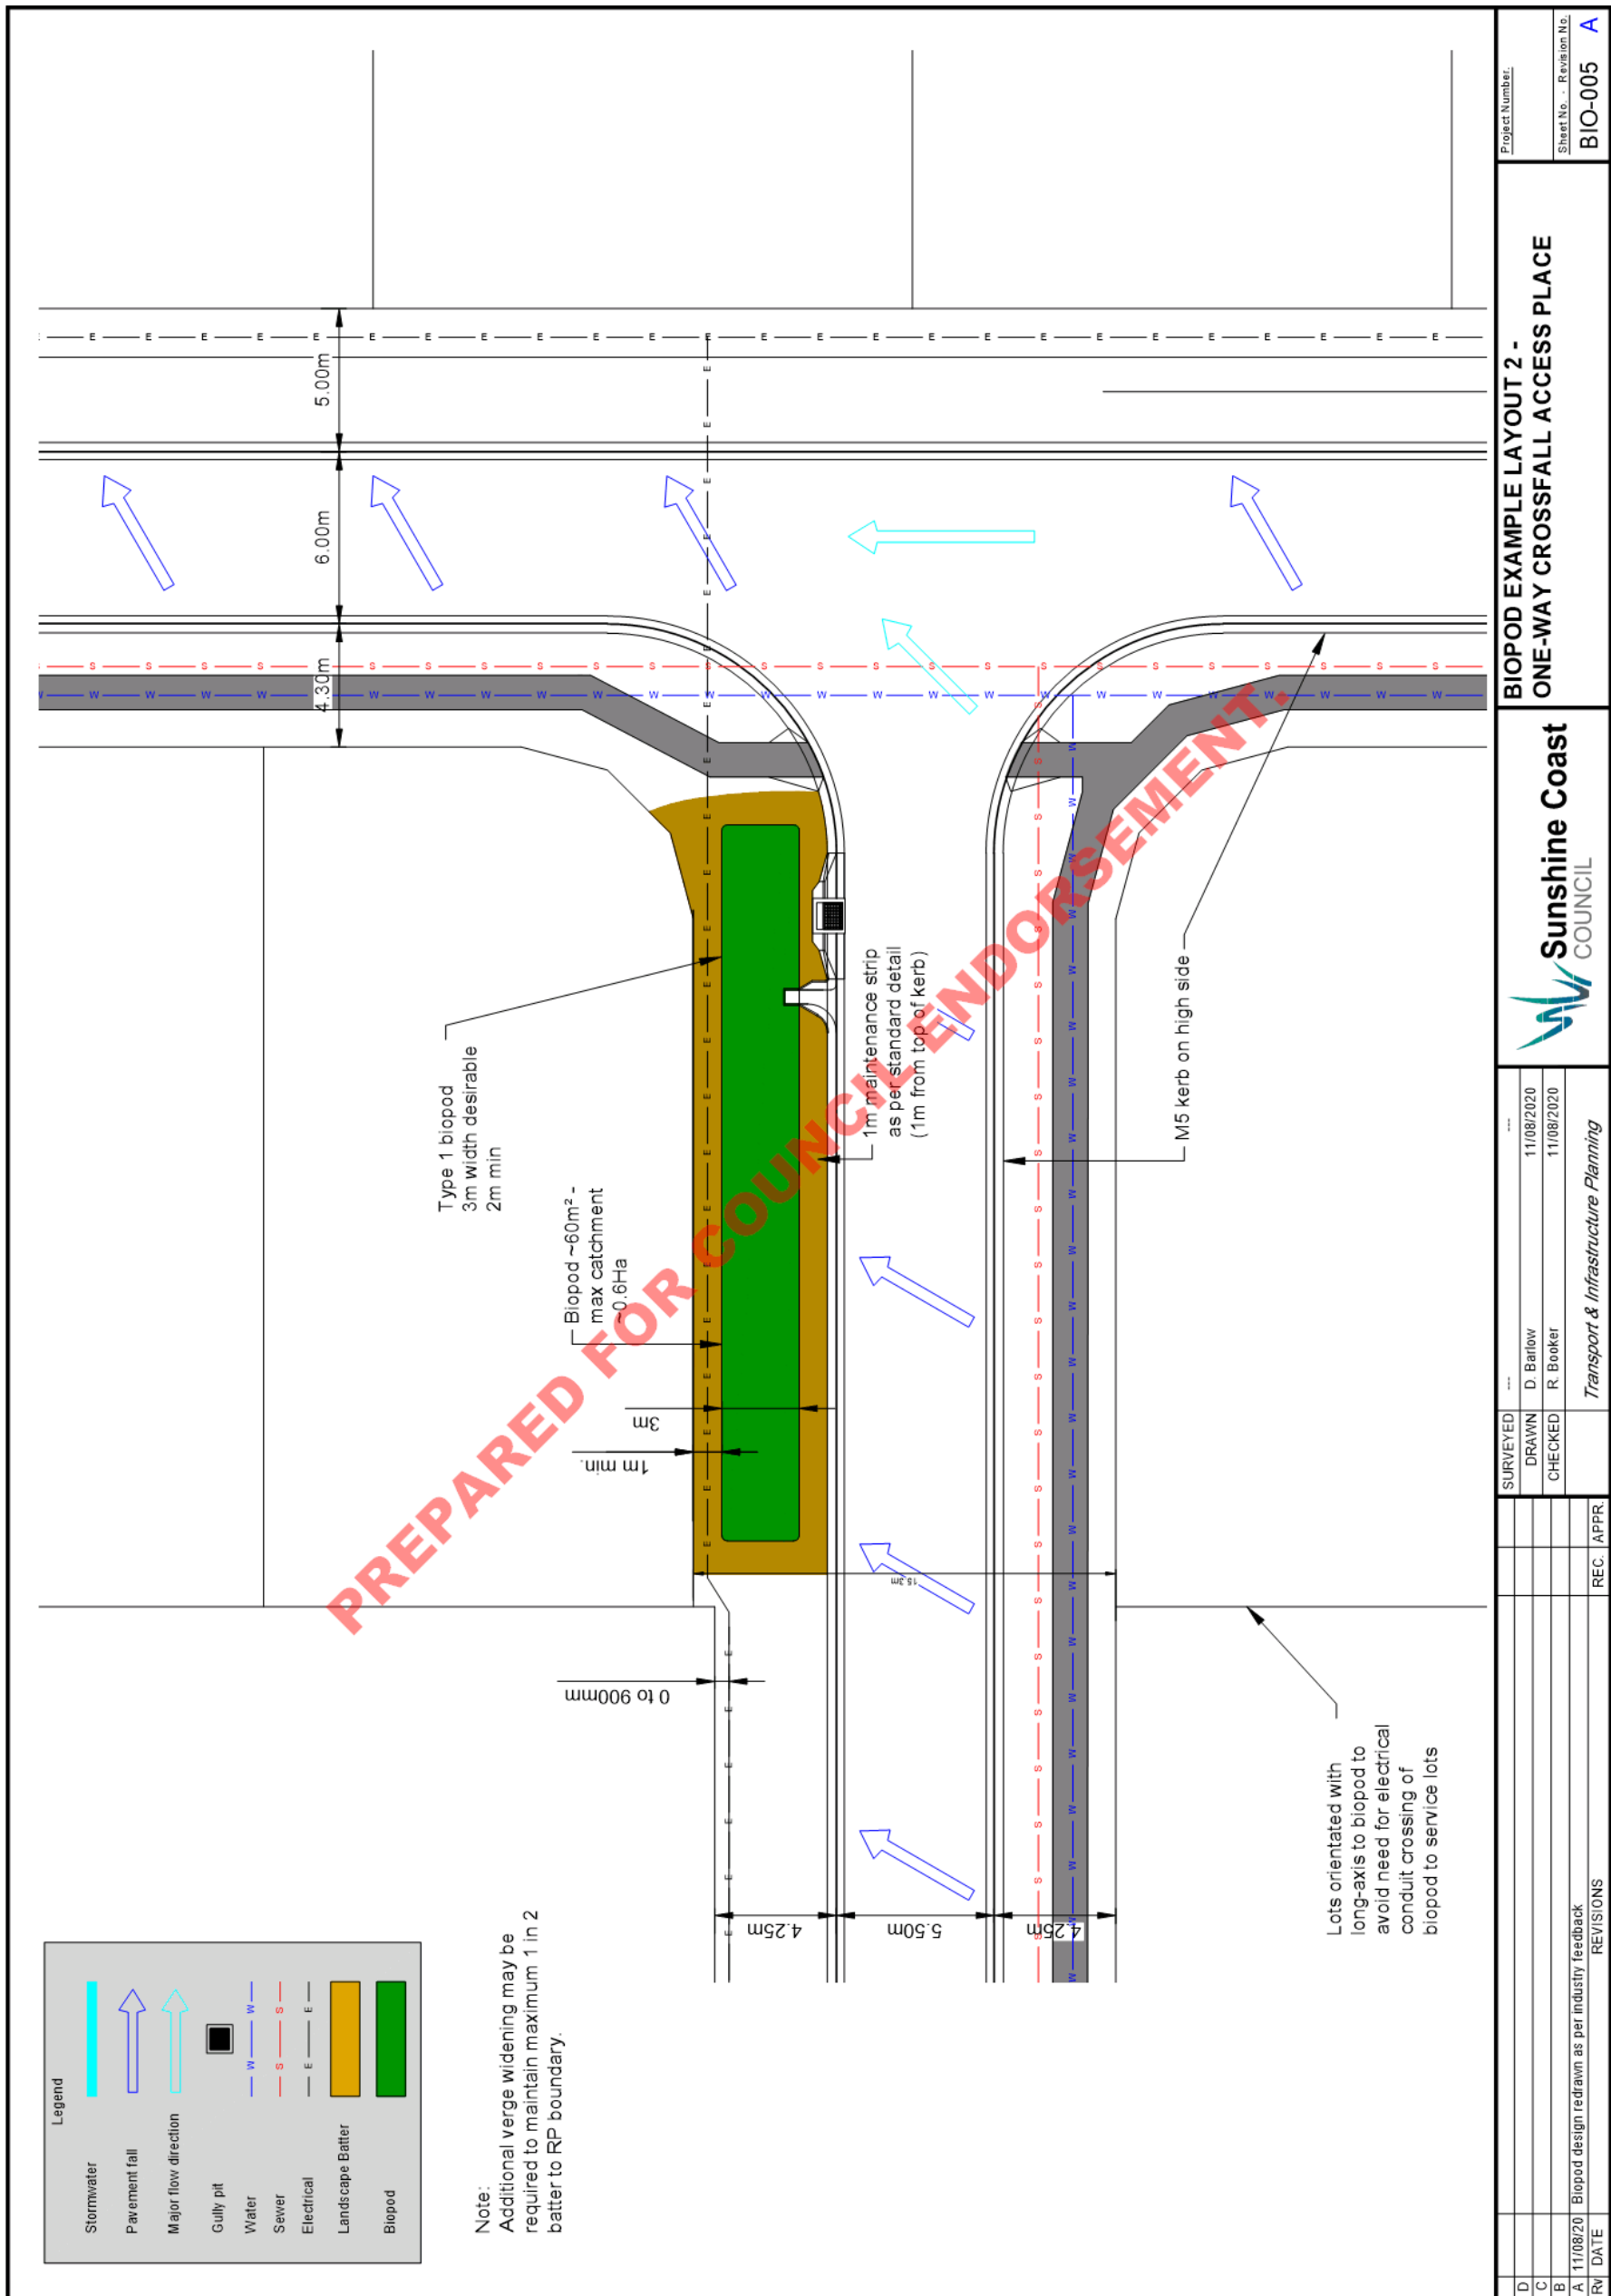 Legend
Stormwater
Pavement fall
Major flow direction
Gully pit
Water
W W
Sewer
S S
Electrical
E E
Landscape Batter
Biopod
Note:
Additional verge widening may be
required to maintain maximum 1 in 2
batter to RP boundary.
Type 1 biopod
3m width desirable
2m min
Biopod ~60m² -
max catchment
~0.6Ha
3m
1m min.
0 to 900mm
4.25m
5.50m
4.25m
15.3m
4.30m
6.00m
5.00m
1m maintenance strip
as per standard detail
(1m from top of kerb)
M5 kerb on high side
Lots orientated with
long-axis to biopod to
avoid need for electrical
conduit crossing of
biopod to service lots
PREPARED FOR COUNCIL ENDORSEMENT.
D
C
B
A 11/08/20 Biopod design redrawn as per industry feedback
Rv DATE REVISIONS REC. APPR.
SURVEYED --- ---
DRAWN D. Barlow 11/08/2020
CHECKED R. Booker 11/08/2020
Transport & Infrastructure Planning
Sunshine Coast
COUNCIL
BIOPOD EXAMPLE LAYOUT 2 -
ONE-WAY CROSSFALL ACCESS PLACE
Project Number.
Sheet No. - Revision No.
BIO-005 A